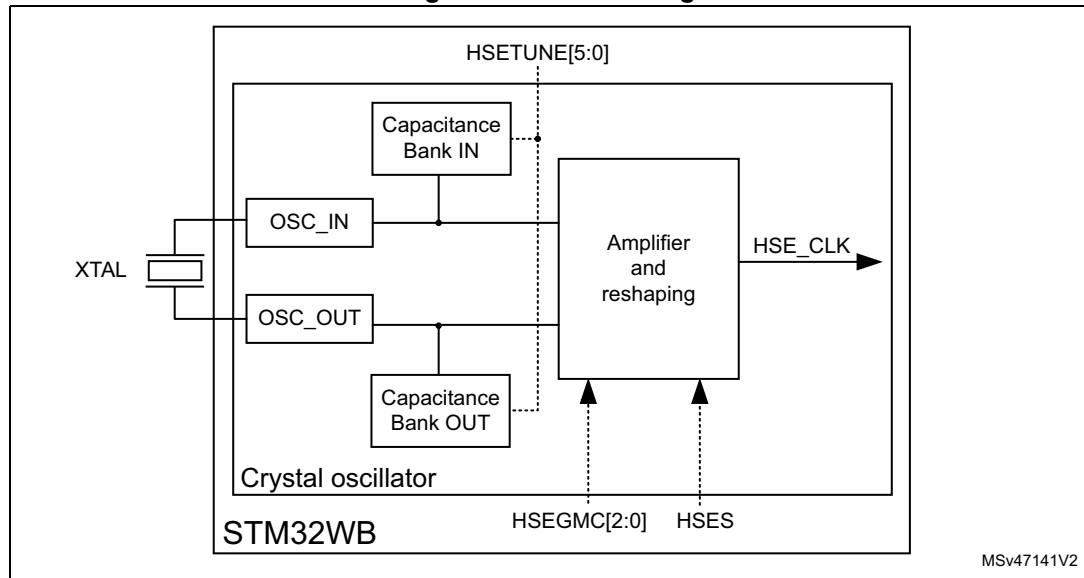 HSETUNE[5:0]
Capacitance
Bank IN
OSC_IN
Amplifier
and
reshaping
HSE_CLK
XTAL
OSC_OUT
Capacitance
Bank OUT
Crystal oscillator
HSEGMC[2:0] HSES
STM32WB
MSv47141V2